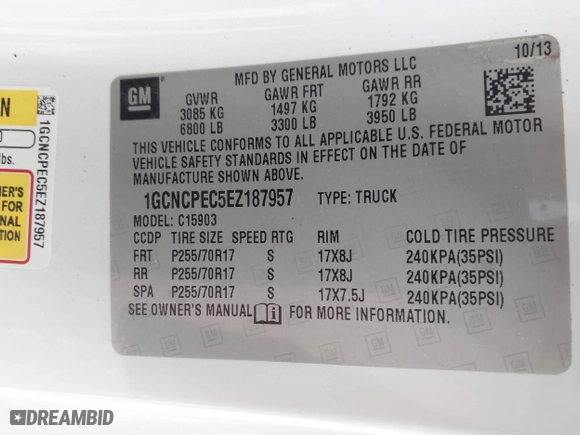 GM
MFD BY GENERAL MOTORS LLC
10/13
GVWR GAWR FRT GAWR RR
3085 KG 1497 KG 1792 KG
6800 LB 3300 LB 3950 LB
THIS VEHICLE CONFORMS TO ALL APPLICABLE U.S. FEDERAL MOTOR
VEHICLE SAFETY STANDARDS IN EFFECT ON THE DATE OF
MANUFACTURE SHOWN ABOVE.
1GCNCPEC5EZ187957 TYPE: TRUCK
MODEL: C15903
CCDP TIRE SIZE SPEED RTG RIM COLD TIRE PRESSURE
FRT P255/70R17 S 17X8J 240KPA(35PSI)
RR P255/70R17 S 17X8J 240KPA(35PSI)
SPA P255/70R17 S 17X7.5J 240KPA(35PSI)
SEE OWNER'S MANUAL i FOR MORE INFORMATION.
lbs.
1GCNCPEC5EZ187957
DREAMBID